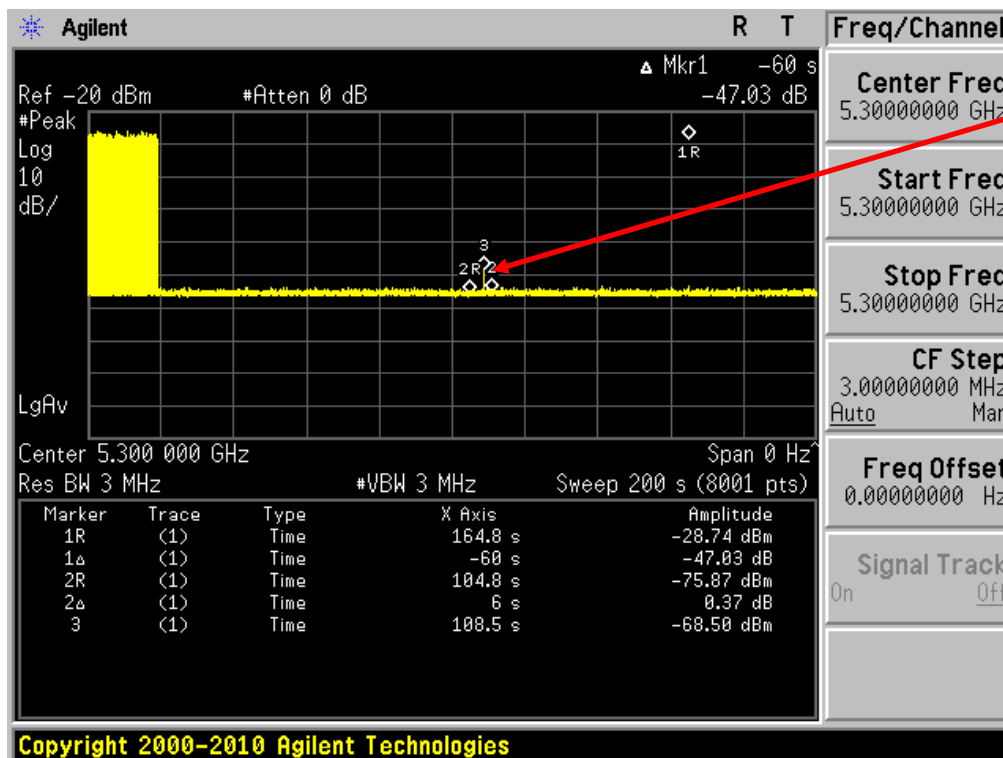 Agilent R T
Freq/Channel
△ Mkr1 -60 s
Ref -20 dBm #Atten 0 dB -47.03 dB
#Peak
Log
10
dB/
1R
3
2R 2
LgAv
Center 5.300 000 GHz Span 0 Hz^
Res BW 3 MHz #VBW 3 MHz Sweep 200 s (8001 pts)
Marker Trace Type X Axis Amplitude
1R (1) Time 164.8 s -28.74 dBm
1△ (1) Time -60 s -47.03 dB
2R (1) Time 104.8 s -75.87 dBm
2△ (1) Time 6 s 0.37 dB
3 (1) Time 108.5 s -68.50 dBm
Center Freq
5.30000000 GHz
Start Freq
5.30000000 GHz
Stop Freq
5.30000000 GHz
CF Step
3.00000000 MHz
Auto Man
Freq Offset
0.00000000 Hz
Signal Track
On Off
Copyright 2000-2010 Agilent Technologies